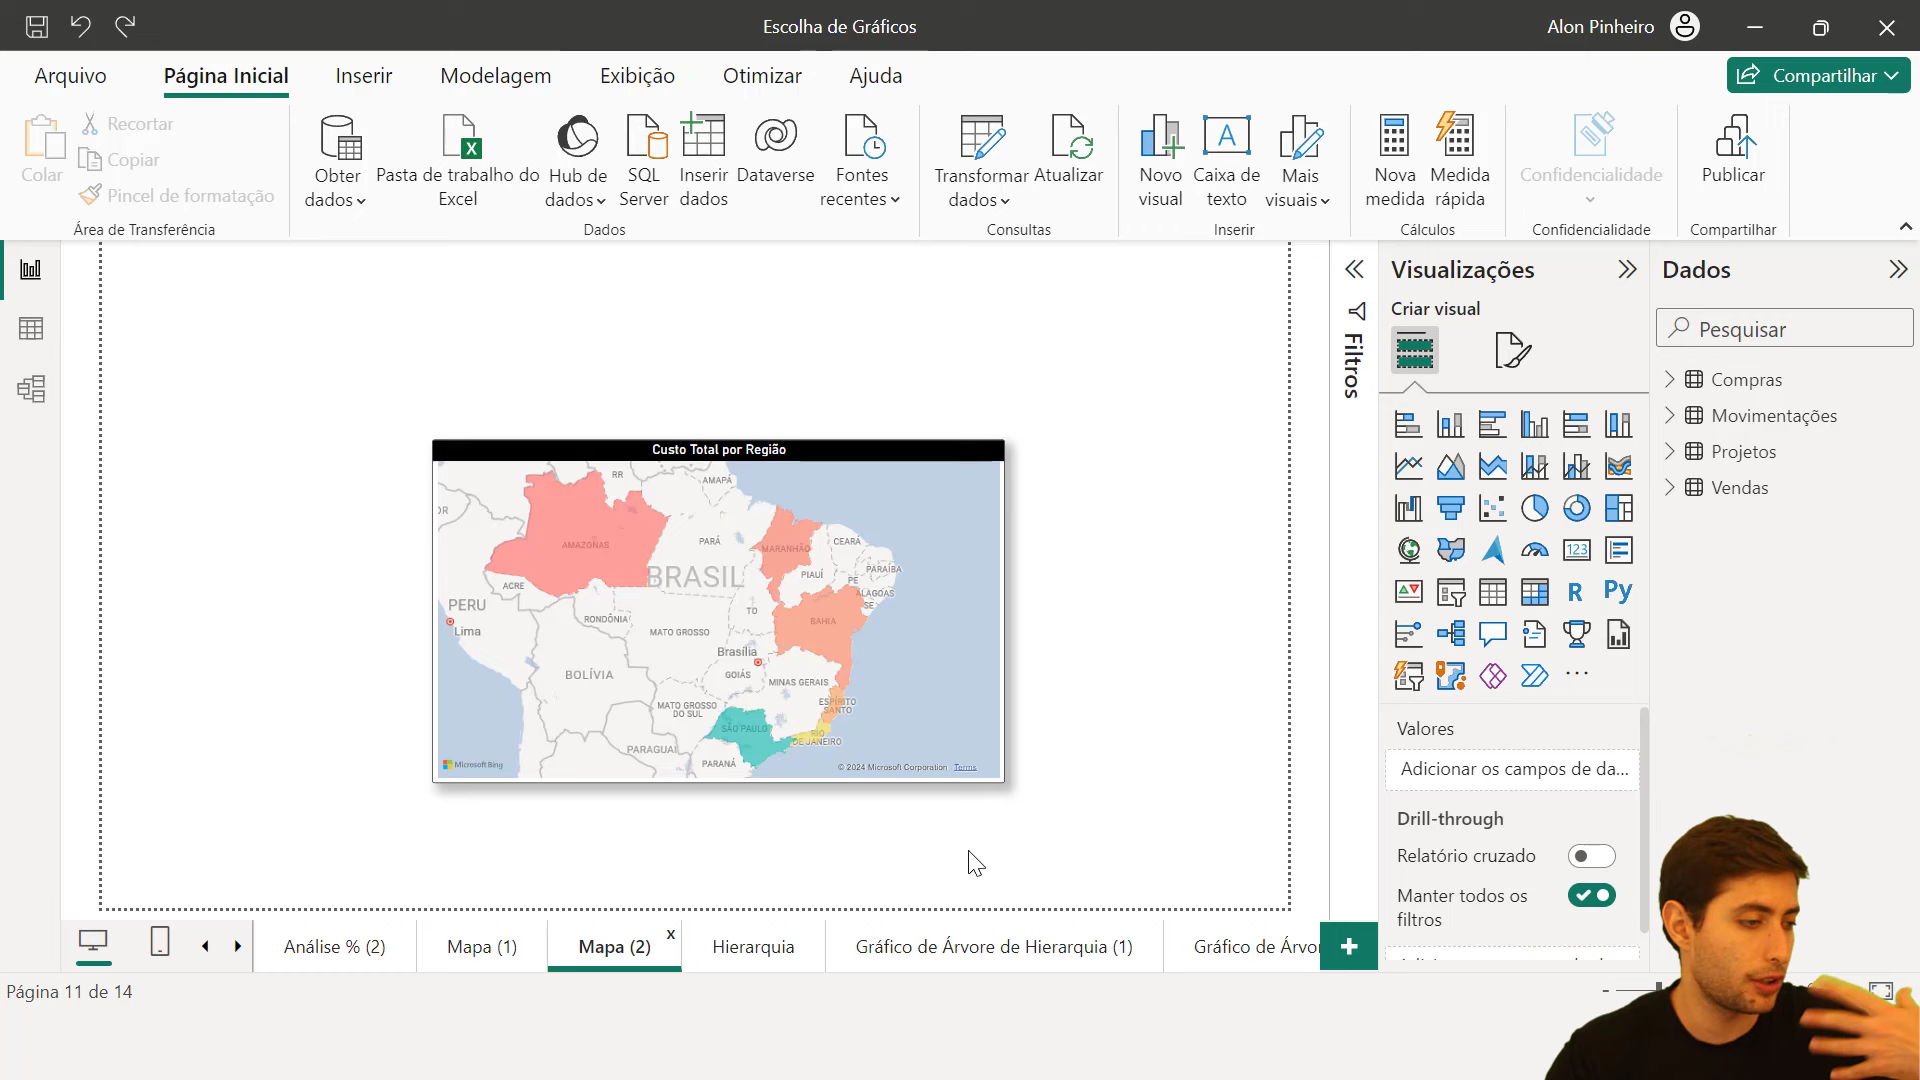 Escolha de Gráficos
Alon Pinheiro
Arquivo
Página Inicial
Inserir
Modelagem
Exibição
Otimizar
Ajuda
Compartilhar
Colar
Recortar
Copiar
Pincel de formatação
Área de Transferência
Obter dados
Pasta de trabalho do Excel
Hub de dados
SQL Server
Inserir dados
Dataverse
Fontes recentes
Dados
Transformar dados
Atualizar
Consultas
Novo visual
Caixa de texto
Mais visuais
Inserir
Nova medida
Medida rápida
Cálculos
Confidencialidade
Confidencialidade
Publicar
Compartilhar
Custo Total por Região
RR
AMAPÁ
OR
AMAZONAS
PARÁ
MARANHÃO
CEARÁ
BRASIL
PIAUÍ
PARAÍBA
ACRE
PE
ALAGOAS
SE
PERU
Lima
RONDÔNIA
TO
BAHIA
MATO GROSSO
Brasília
BOLÍVIA
GOIÁS
MINAS GERAIS
MATO GROSSO DO SUL
ESPÍRITO SANTO
SÃO PAULO
RIO DE JANEIRO
PARAGUAI
PARANÁ
Microsoft Bing
© 2024 Microsoft Corporation Terms
Filtros
Visualizações
Criar visual
123
R
Py
Valores
Adicionar os campos de da...
Drill-through
Relatório cruzado
Manter todos os filtros
Dados
Pesquisar
Compras
Movimentações
Projetos
Vendas
Análise % (2)
Mapa (1)
Mapa (2)
x
Hierarquia
Gráfico de Árvore de Hierarquia (1)
Gráfico de Árvo
Página 11 de 14